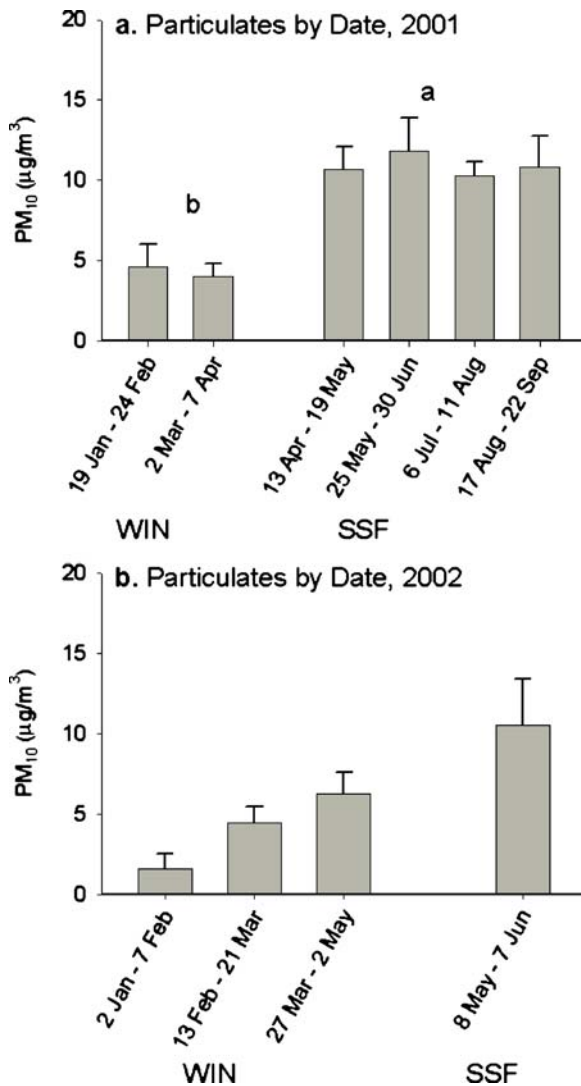 a. Particulates by Date, 2001
PM10 (μg/m3)
20
15
10
5
0
b
a
19 Jan - 24 Feb
2 Mar - 7 Apr
13 Apr - 19 May
25 May - 30 Jun
6 Jul - 11 Aug
17 Aug - 22 Sep
WIN SSF
b. Particulates by Date, 2002
PM10 (μg/m3)
20
15
10
5
0
2 Jan - 7 Feb
13 Feb - 21 Mar
27 Mar - 2 May
8 May - 7 Jun
WIN SSF